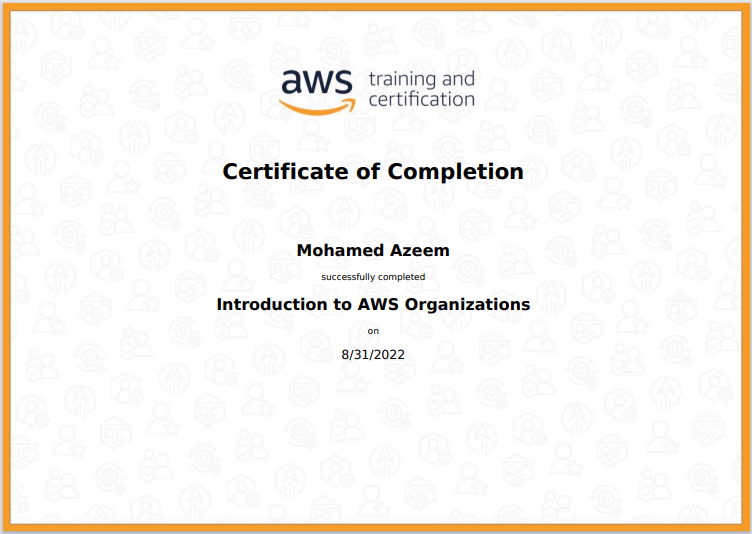 aws training and
certification
Certificate of Completion
Mohamed Azeem
successfully completed
Introduction to AWS Organizations
on
8/31/2022